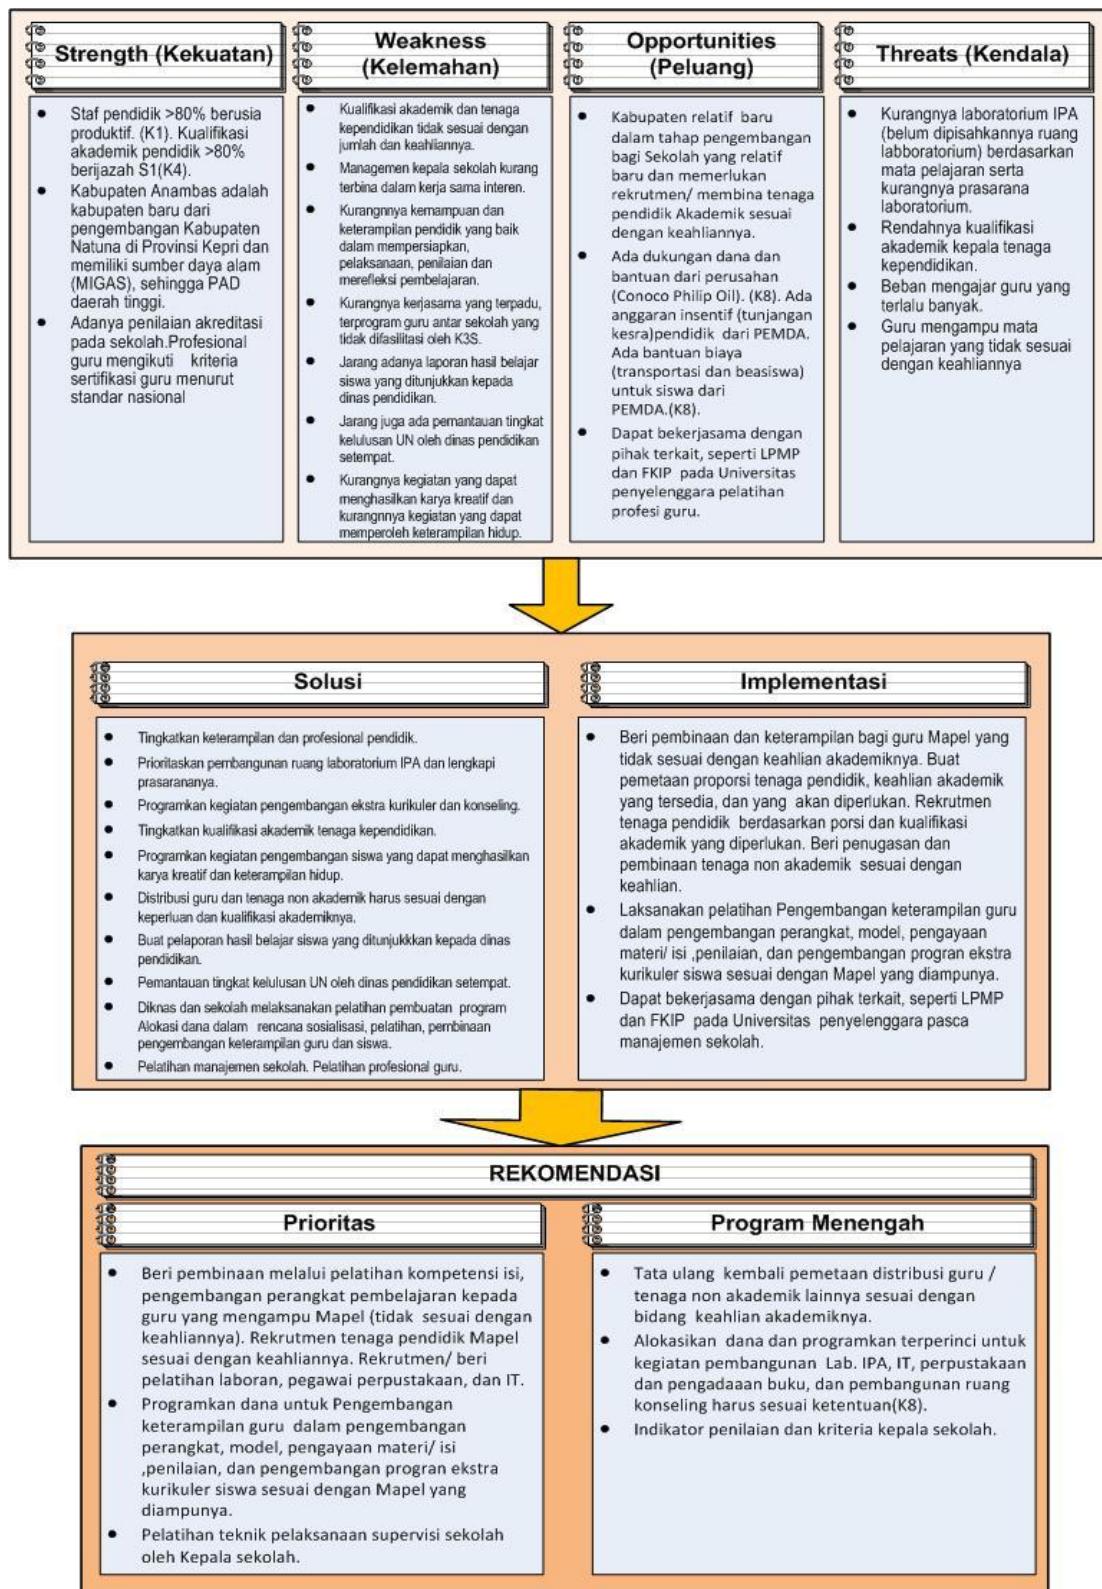 Strength (Kekuatan)
• Staf pendidik >80% berusia
produktif. (K1). Kualifikasi
akademik pendidik >80%
berijazah S1(K4).
• Kabupaten Anambas adalah
kabupaten baru dari
pengembangan Kabupaten
Natuna di Provinsi Kepri dan
memiliki sumber daya alam
(MIGAS), sehingga PAD
daerah tinggi.
• Adanya penilaian akreditasi
pada sekolah.Profesional
guru mengikuti kriteria
sertifikasi guru menurut
standar nasional
Weakness
(Kelemahan)
• Kualifikasi akademik dan tenaga
kependidikan tidak sesuai dengan
jumlah dan keahliannya.
• Managemen kepala sekolah kurang
terbina dalam kerja sama interen.
• Kurangnnya kemampuan dan
keterampilan pendidik yang baik
dalam mempersiapkan,
pelaksanaan, penilaian dan
merefleksi pembelajaran.
• Kurangnya kerjasama yang terpadu,
terprogram guru antar sekolah yang
tidak difasilitasi oleh K3S.
• Jarang adanya laporan hasil belajar
siswa yang ditunjukkan kepada
dinas pendidikan.
• Jarang juga ada pemantauan tingkat
kelulusan UN oleh dinas pendidikan
setempat.
• Kurangnya kegiatan yang dapat
menghasilkan karya kreatif dan
kurangnnya kegiatan yang dapat
memperoleh keterampilan hidup.
Opportunities
(Peluang)
• Kabupaten relatif baru
dalam tahap pengembangan
bagi Sekolah yang relatif
baru dan memerlukan
rekrutmen/ membina tenaga
pendidik Akademik sesuai
dengan keahliannya.
• Ada dukungan dana dan
bantuan dari perusahan
(Conoco Philip Oil). (K8). Ada
anggaran insentif (tunjangan
kesra)pendidik dari PEMDA.
Ada bantuan biaya
(transportasi dan beasiswa)
untuk siswa dari
PEMDA.(K8).
• Dapat bekerjasama dengan
pihak terkait, seperti LPMP
dan FKIP pada Universitas
penyelenggara pelatihan
profesi guru.
Threats (Kendala)
• Kurangnya laboratorium IPA
(belum dipisahkannya ruang
labboratorium) berdasarkan
mata pelajaran serta
kurangnya prasarana
laboratorium.
• Rendahnya kualifikasi
akademik kepala tenaga
kependidikan.
• Beban mengajar guru yang
terlalu banyak.
• Guru mengampu mata
pelajaran yang tidak sesuai
dengan keahliannya
Solusi
• Tingkatkan keterampilan dan profesional pendidik.
• Prioritaskan pembangunan ruang laboratorium IPA dan lengkapi
prasarananya.
• Programkan kegiatan pengembangan ekstra kurikuler dan konseling.
• Tingkatkan kualifikasi akademik tenaga kependidikan.
• Programkan kegiatan pengembangan siswa yang dapat menghasilkan
karya kreatif dan keterampilan hidup.
• Distribusi guru dan tenaga non akademik harus sesuai dengan
keperluan dan kualifikasi akademiknya.
• Buat pelaporan hasil belajar siswa yang ditunjukkkan kepada dinas
pendidikan.
• Pemantauan tingkat kelulusan UN oleh dinas pendidikan setempat.
• Diknas dan sekolah melaksanakan pelatihan pembuatan program
Alokasi dana dalam rencana sosialisasi, pelatihan, pembinaan
pengembangan keterampilan guru dan siswa.
• Pelatihan manajemen sekolah. Pelatihan profesional guru.
Implementasi
• Beri pembinaan dan keterampilan bagi guru Mapel yang
tidak sesuai dengan keahlian akademiknya. Buat
pemetaan proporsi tenaga pendidik, keahlian akademik
yang tersedia, dan yang akan diperlukan. Rekrutmen
tenaga pendidik berdasarkan porsi dan kualifikasi
akademik yang diperlukan. Beri penugasan dan
pembinaan tenaga non akademik sesuai dengan
keahlian.
• Laksanakan pelatihan Pengembangan keterampilan guru
dalam pengembangan perangkat, model, pengayaan
materi/ isi ,penilaian, dan pengembangan progran ekstra
kurikuler siswa sesuai dengan Mapel yang diampunya.
• Dapat bekerjasama dengan pihak terkait, seperti LPMP
dan FKIP pada Universitas penyelenggara pasca
manajemen sekolah.
REKOMENDASI
Prioritas
• Beri pembinaan melalui pelatihan kompetensi isi,
pengembangan perangkat pembelajaran kepada
guru yang mengampu Mapel (tidak sesuai dengan
keahliannya). Rekrutmen tenaga pendidik Mapel
sesuai dengan keahliannya. Rekrutmen/ beri
pelatihan laboran, pegawai perpustakaan, dan IT.
• Programkan dana untuk Pengembangan
keterampilan guru dalam pengembangan
perangkat, model, pengayaan materi/ isi
,penilaian, dan pengembangan progran ekstra
kurikuler siswa sesuai dengan Mapel yang
diampunya.
• Pelatihan teknik pelaksanaan supervisi sekolah
oleh Kepala sekolah.
Program Menengah
• Tata ulang kembali pemetaan distribusi guru /
tenaga non akademik lainnya sesuai dengan
bidang keahlian akademiknya.
• Alokasikan dana dan programkan terperinci untuk
kegiatan pembangunan Lab. IPA, IT, perpustakaan
dan pengadaaan buku, dan pembangunan ruang
konseling harus sesuai ketentuan(K8).
• Indikator penilaian dan kriteria kepala sekolah.